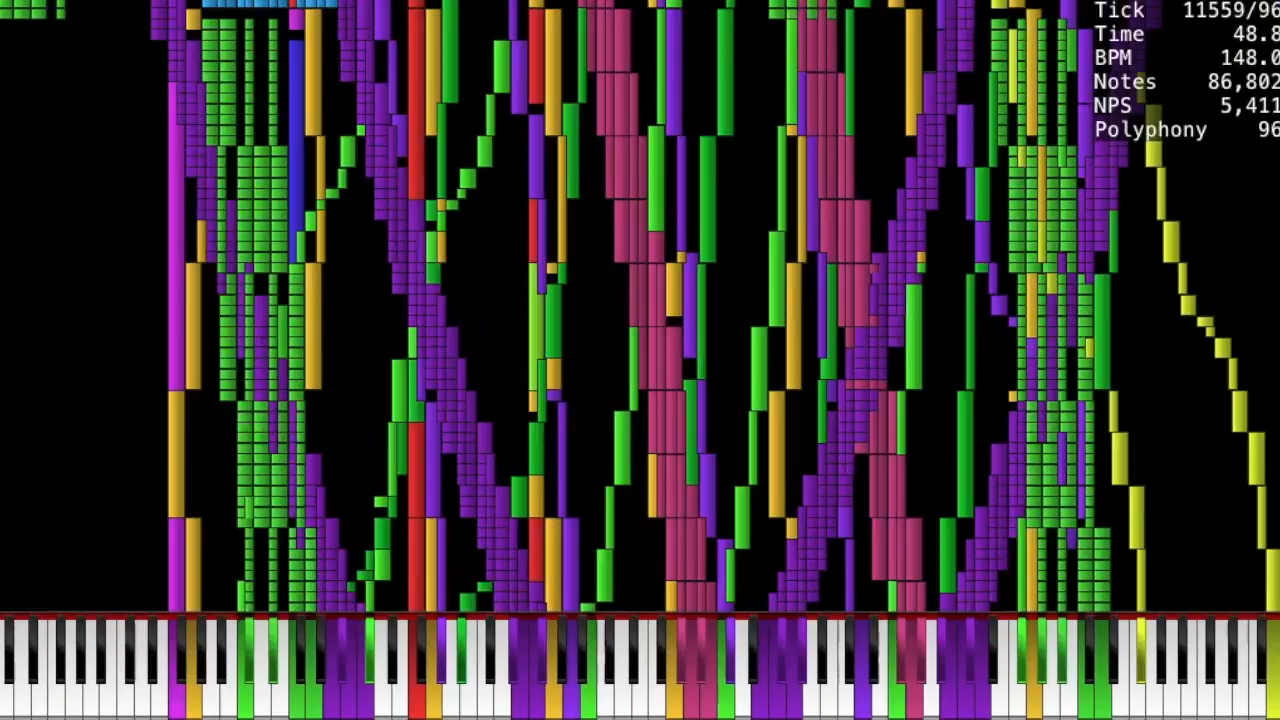 Tick 11559/96
Time 48.8
BPM 148.0
Notes 86,802
NPS 5,411
Polyphony 96